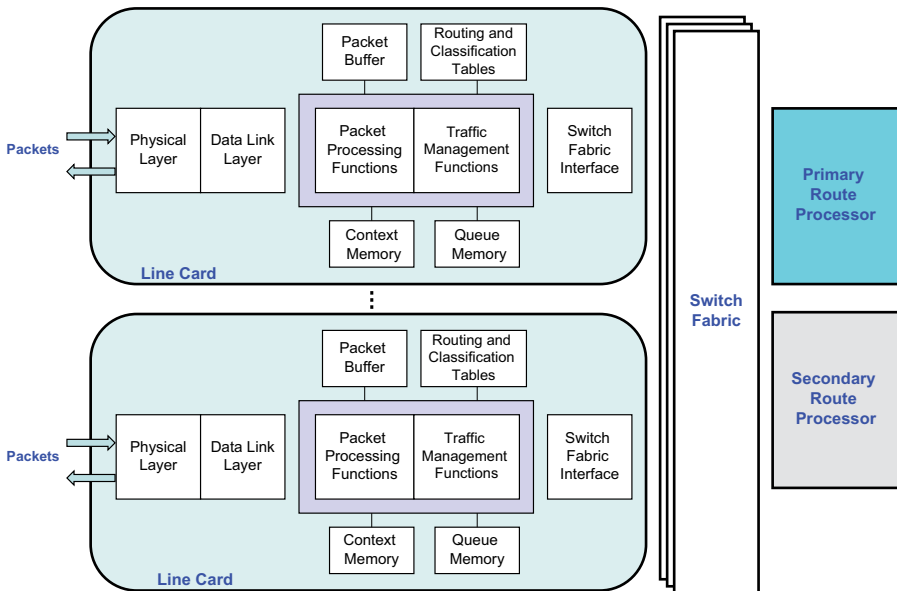 Packet
Buffer
Routing and
Classification
Tables
Packets
Physical
Layer
Data Link
Layer
Packet
Processing
Functions
Traffic
Management
Functions
Switch
Fabric
Interface
Context
Memory
Queue
Memory
Line Card
Packet
Buffer
Routing and
Classification
Tables
Packets
Physical
Layer
Data Link
Layer
Packet
Processing
Functions
Traffic
Management
Functions
Switch
Fabric
Interface
Context
Memory
Queue
Memory
Line Card
Switch
Fabric
Primary
Route
Processor
Secondary
Route
Processor